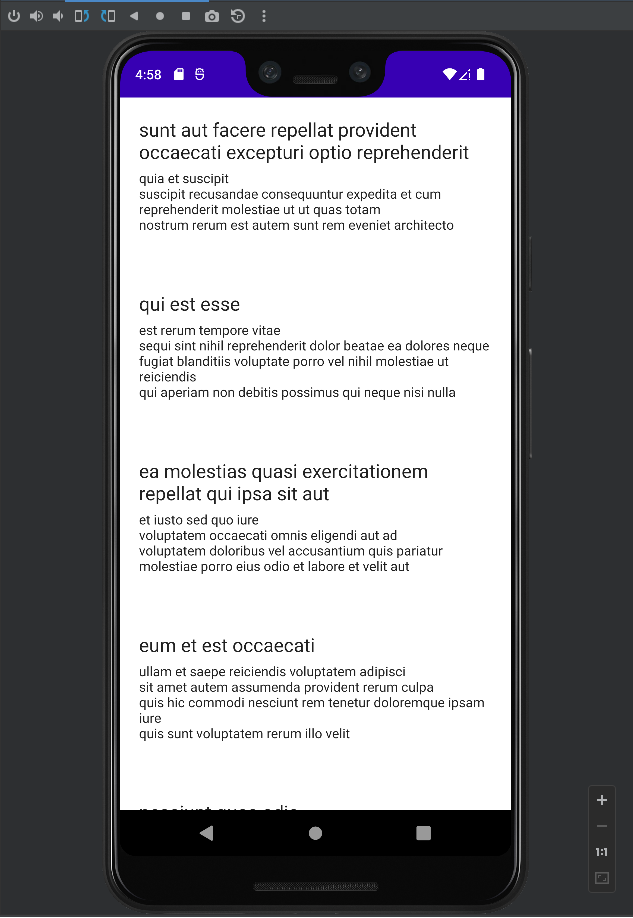 4:58
sunt aut facere repellat provident
occaecati excepturi optio reprehenderit
quia et suscipit
suscipit recusandae consequuntur expedita et cum
reprehenderit molestiae ut ut quas totam
nostrum rerum est autem sunt rem eveniet architecto
qui est esse
est rerum tempore vitae
sequi sint nihil reprehenderit dolor beatae ea dolores neque
fugiat blanditiis voluptate porro vel nihil molestiae ut
reiciendis
qui aperiam non debitis possimus qui neque nisi nulla
ea molestias quasi exercitationem
repellat qui ipsa sit aut
et iusto sed quo iure
voluptatem occaecati omnis eligendi aut ad
voluptatem doloribus vel accusantium quis pariatur
molestiae porro eius odio et labore et velit aut
eum et est occaecati
ullam et saepe reiciendis voluptatem adipisci
sit amet autem assumenda provident rerum culpa
quis hic commodi nesciunt rem tenetur doloremque ipsam
iure
quis sunt voluptatem rerum illo velit
1:1